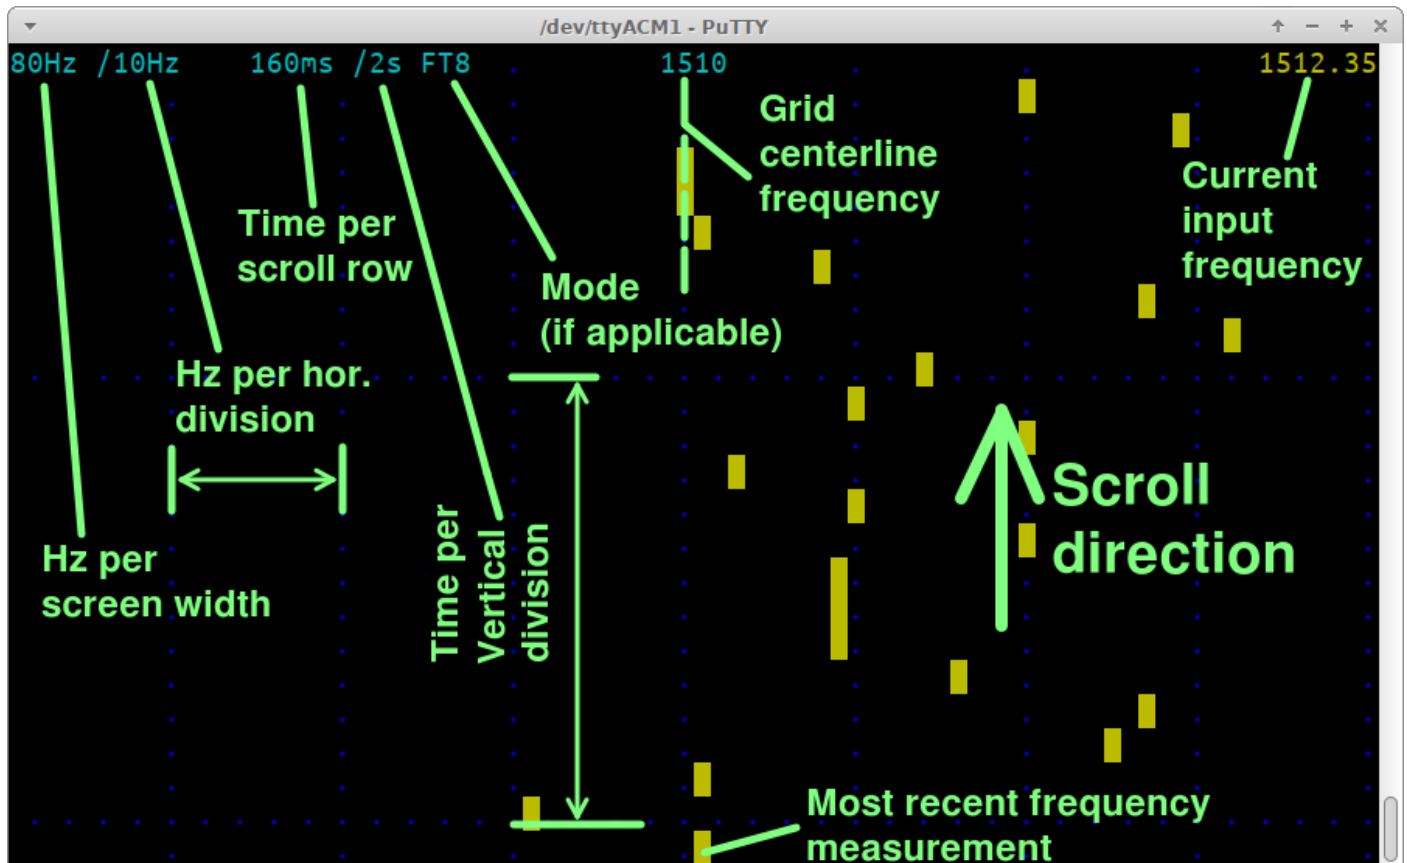 /dev/ttyACM1 - PuTTY
80Hz /10Hz 160ms /2s FT8 1510 1512.35
Grid
centerline
frequency
Current
input
frequency
Time per
scroll row
Mode
(if applicable)
Hz per hor.
division
Scroll
direction
Time per
Vertical
division
Hz per
screen width
Most recent frequency
measurement